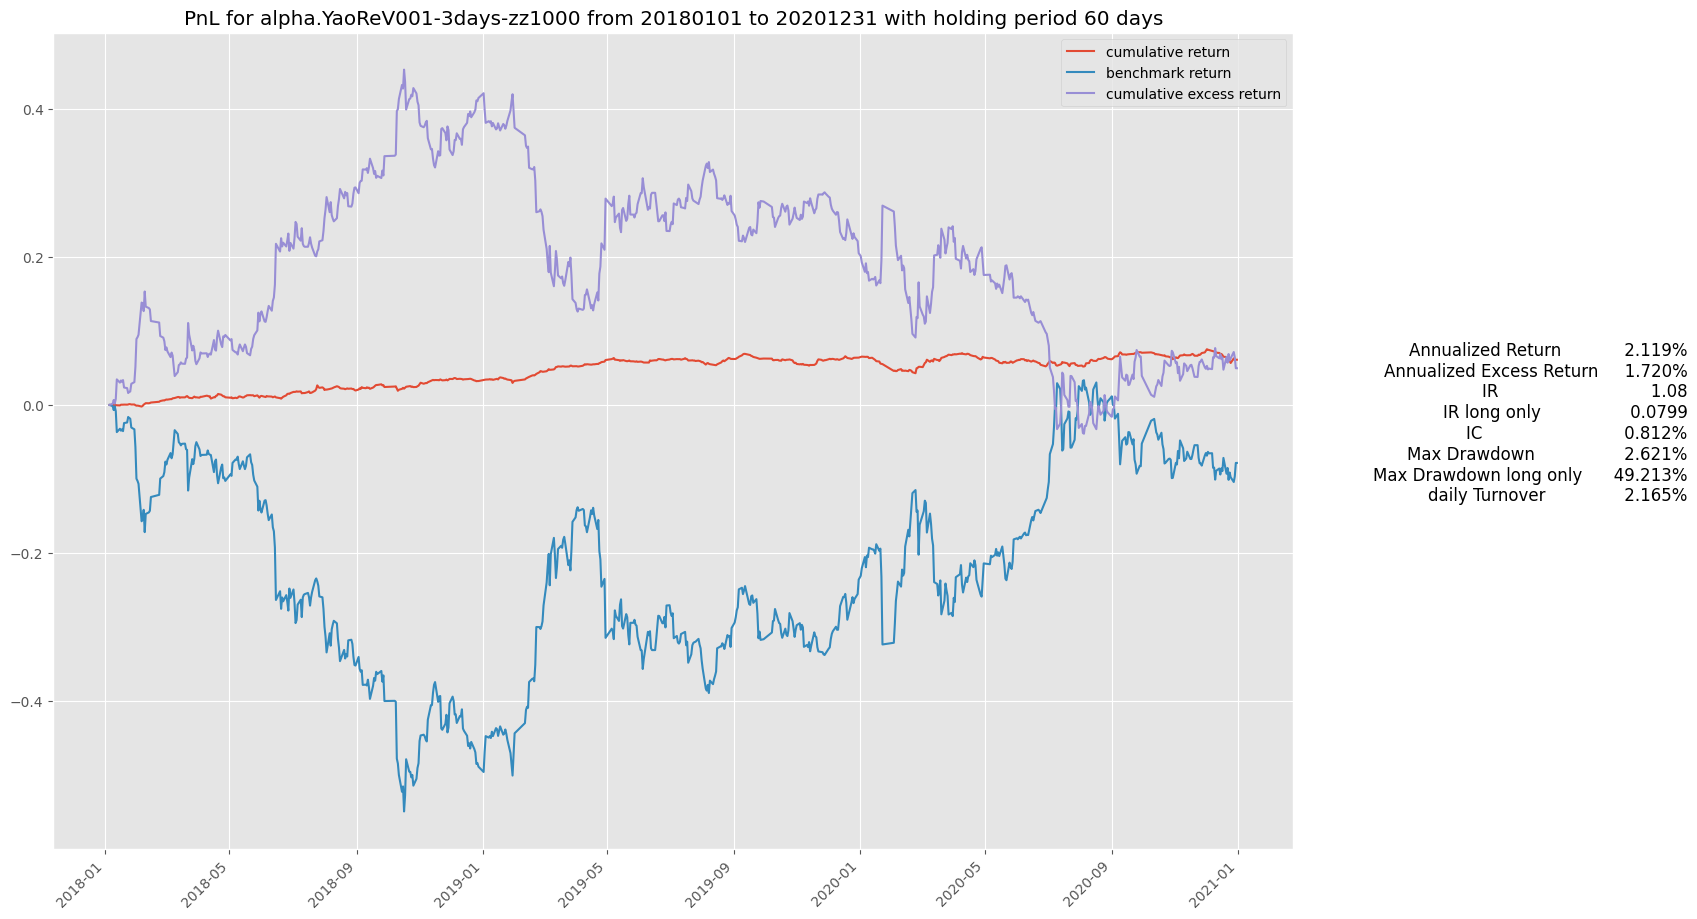 PnL for alpha.YaoReV001-3days-zz1000 from 20180101 to 20201231 with holding period 60 days
cumulative return
benchmark return
cumulative excess return
0.4
0.2
0.0
−0.2
−0.4
2018-01
2018-05
2018-09
2019-01
2019-05
2019-09
2020-01
2020-05
2020-09
2021-01
Annualized Return 2.119%
Annualized Excess Return 1.720%
IR 1.08
IR long only 0.0799
IC 0.812%
Max Drawdown 2.621%
Max Drawdown long only 49.213%
daily Turnover 2.165%